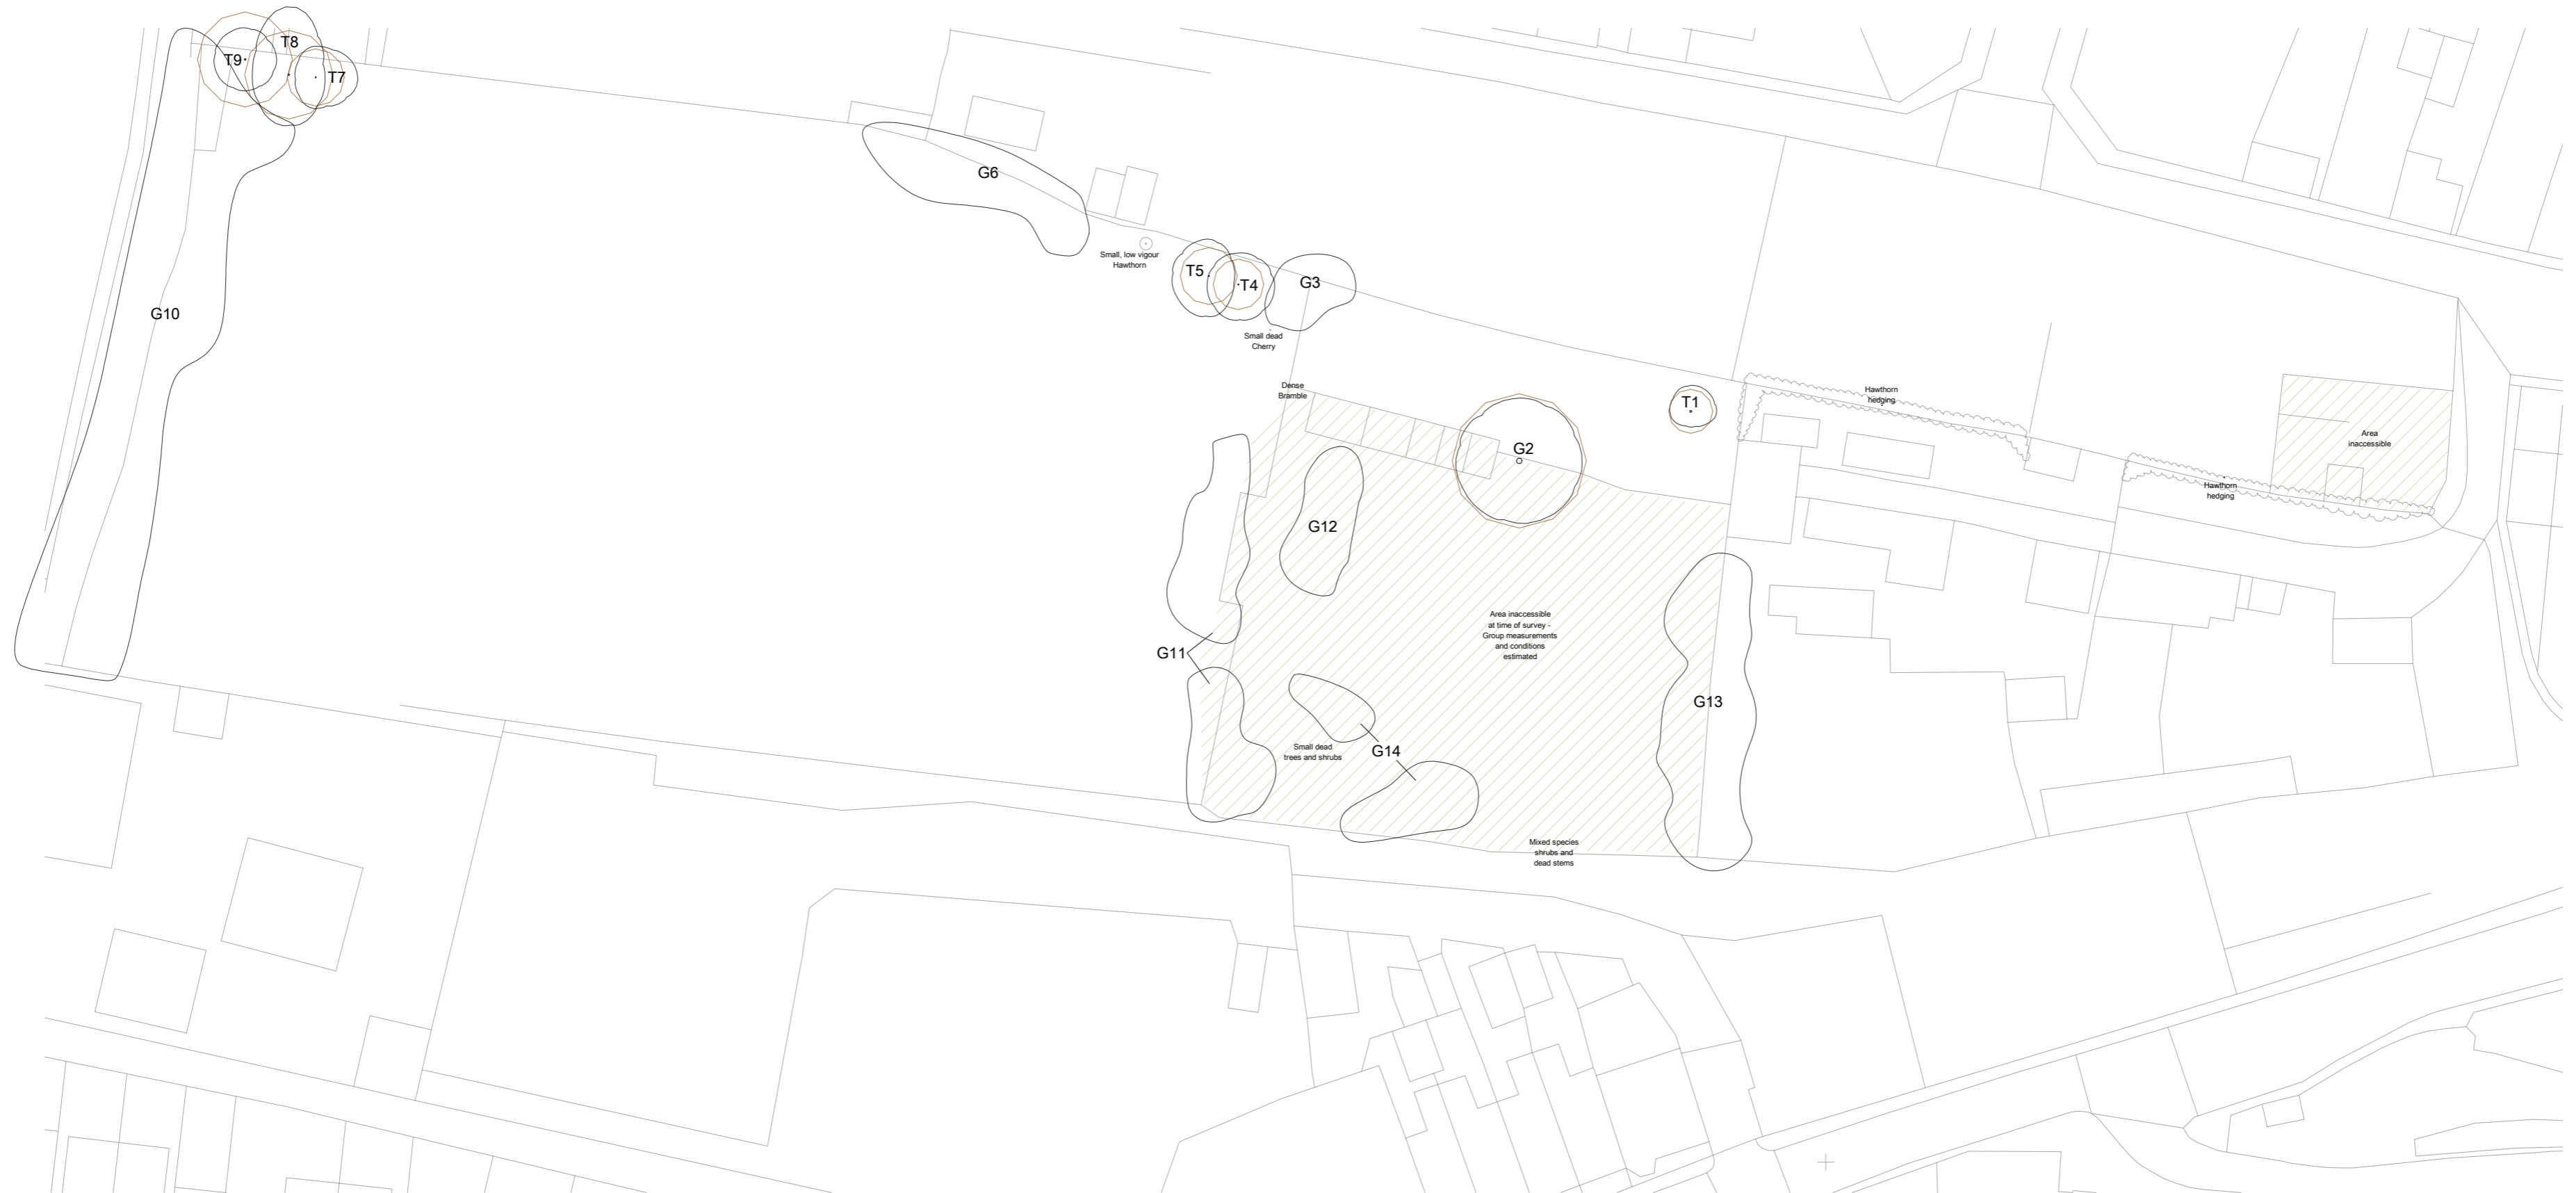 T8
T9
T7
G6
Small, low vigour
Hawthorn
T5
T4
G3
G10
Small dead
Cherry
Dense
Bramble
T1
Hawthorn
hedging
Area
inaccessible
G2
Hawthorn
hedging
G12
Area inaccessible
at time of survey -
Group measurements
and conditions
estimated
G11
G13
Small dead
trees and shrubs
G14
Mixed species
shrubs and
dead stems